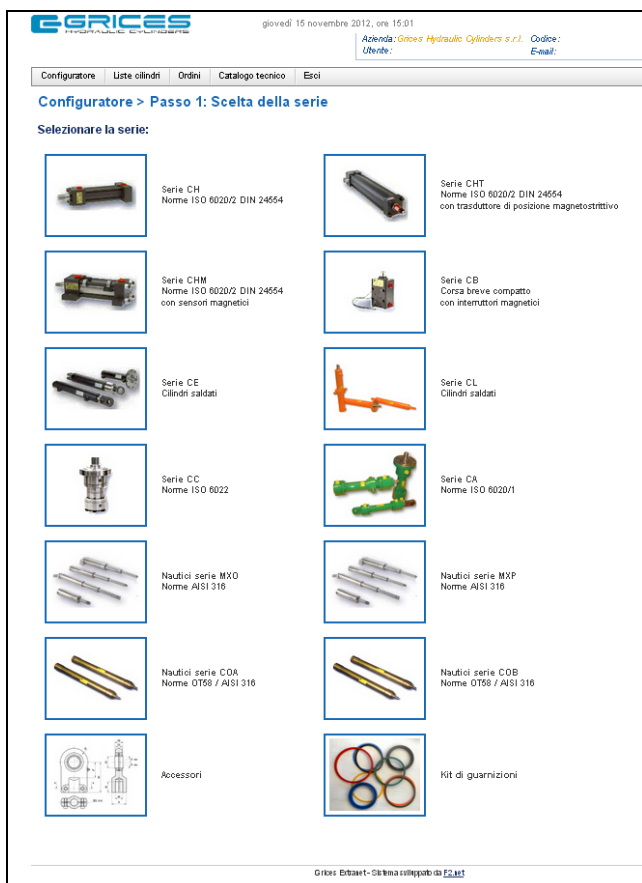 GRICES
HYDRAULIC CYLINDERS
giovedì 15 novembre 2012, ore 15:01
Azienda: Grices Hydraulic Cylinders s.r.l. Codice:
Utente: E-mail:
Configuratore Liste cilindri Ordini Catalogo tecnico Esci
Configuratore > Passo 1: Scelta della serie
Selezionare la serie:
Serie CH
Norme ISO 6020/2 DIN 24554
Serie CHT
Norme ISO 6020/2 DIN 24554
con trasduttore di posizione magnetostrittivo
Serie CHM
Norme ISO 6020/2 DIN 24554
con sensori magnetici
Serie CB
Corsa breve compatto
con interruttori magnetici
Serie CE
Cilindri saldati
Serie CL
Cilindri saldati
Serie CC
Norme ISO 6022
Serie CA
Norme ISO 6020/1
Nautici serie MXO
Norme AISI 316
Nautici serie MXP
Norme AISI 316
Nautici serie COA
Norme OT58 / AISI 316
Nautici serie COB
Norme OT58 / AISI 316
Accessori
Kit di guarnizioni
Grices Extranet - Sistema sviluppato da F2.net